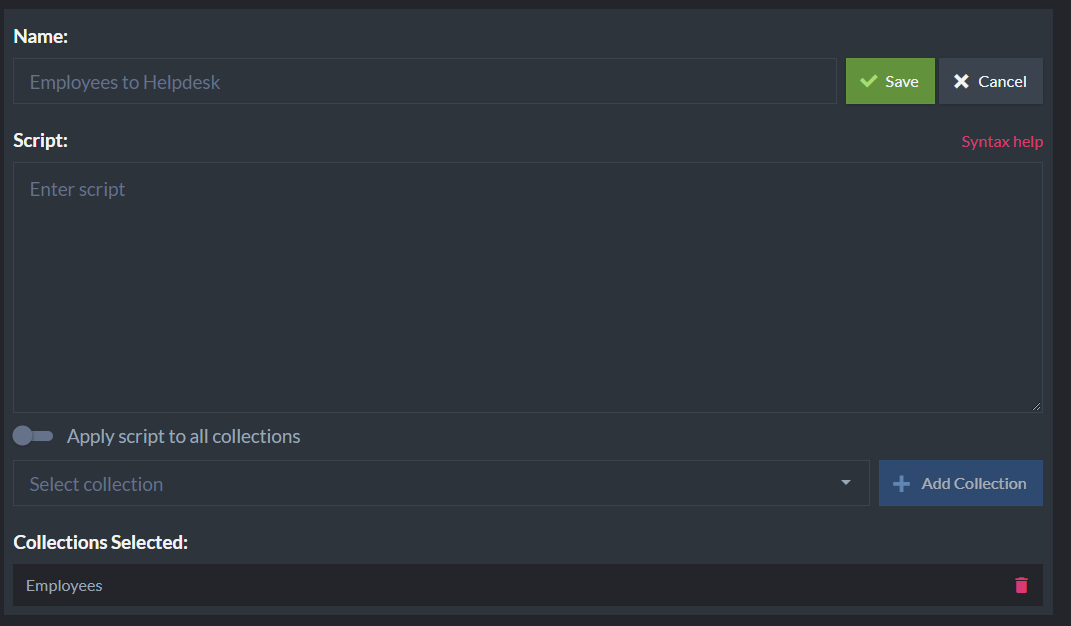 Name:
Employees to Helpdesk
Save
Cancel
Script:
Syntax help
Enter script
Apply script to all collections
Select collection
Add Collection
Collections Selected:
Employees